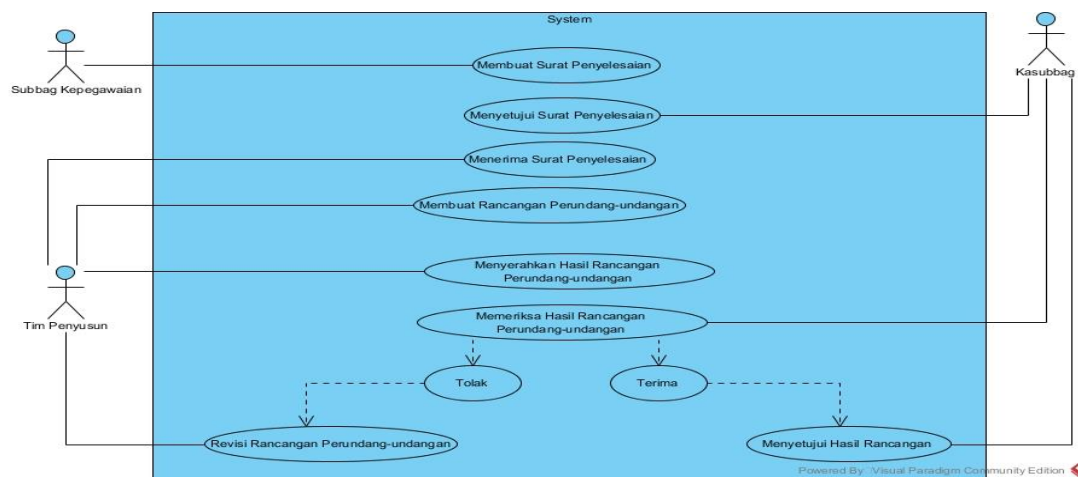 System
Subbag Kepegawaian
Kasubbag
Membuat Surat Penyelesaian
Menyetujui Surat Penyelesaian
Menerima Surat Penyelesaian
Membuat Rancangan Perundang-undangan
Menyerahkan Hasil Rancangan
Perundang-undangan
Tim Penyusun
Memeriksa Hasil Rancangan
Perundang-undangan
Tolak
Terima
Revisi Rancangan Perundang-undangan
Menyetujui Hasil Rancangan
Powered By Visual Paradigm Community Edition